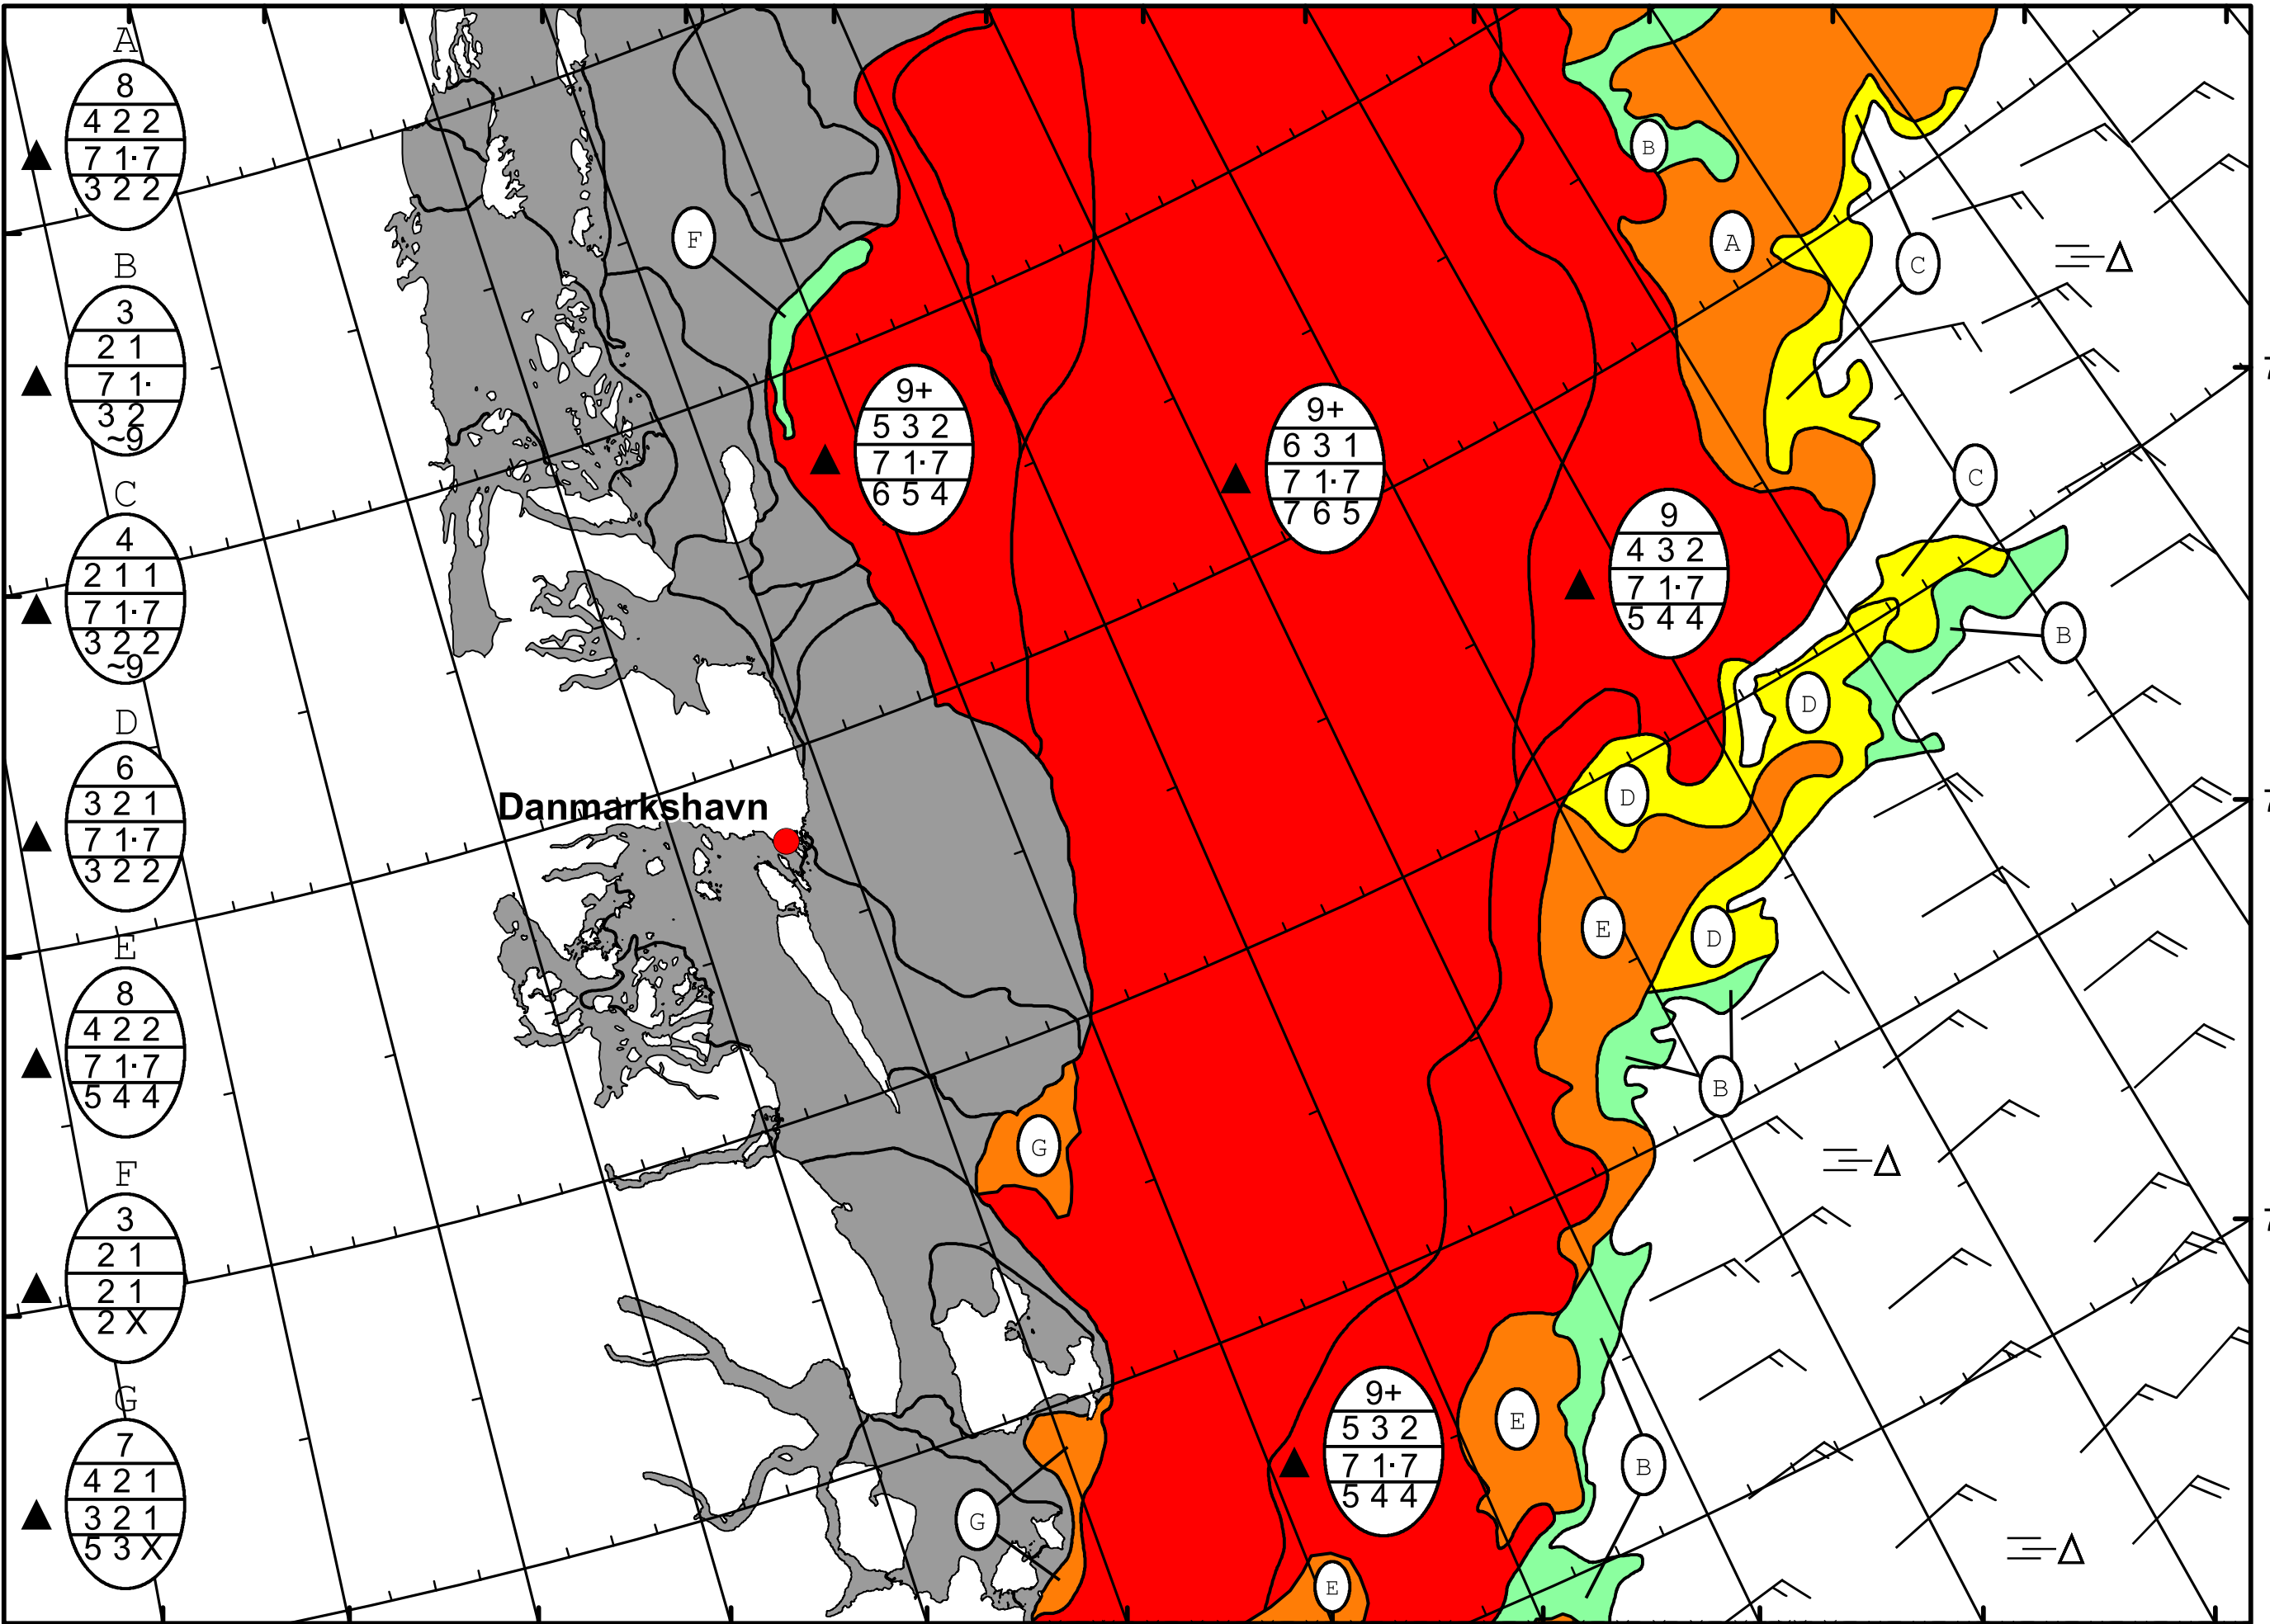 A
8
4 2 2
7 1· 7
3 2 2
B
3
2 1
7 1·
3 2
~9
C
4
2 1 1
7 1· 7
3 2 2
~9
D
6
3 2 1
7 1· 7
3 2 2
E
8
4 2 2
7 1· 7
5 4 4
F
3
2 1
2 1
2 X
G
7
4 2 1
3 2 1
5 3 X
F
9+
5 3 2
7 1· 7
6 5 4
9+
6 3 1
7 1· 7
7 6 5
9
4 3 2
7 1· 7
5 4 4
B
A
C
C
B
D
D
Danmarkshavn
E
D
B
G
9+
5 3 2
7 1· 7
5 4 4
E
B
G
E